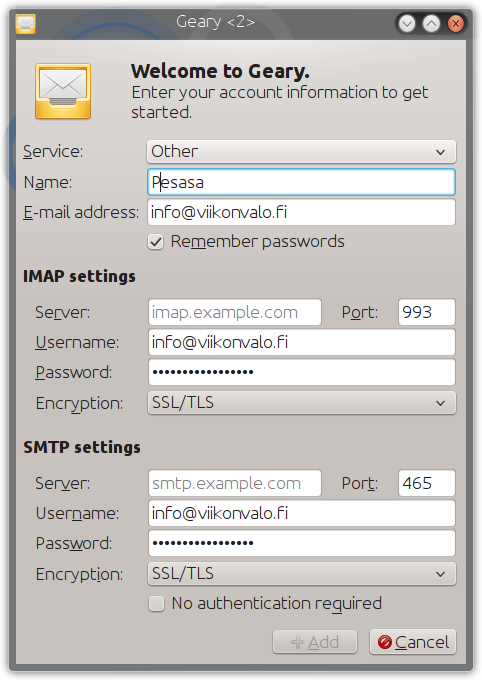 Geary <2>
Welcome to Geary.
Enter your account information to get
started.
Service: Other
Name: Pesasa
E-mail address: info@viikonvalo.fi
Remember passwords
IMAP settings
Server: imap.example.com Port: 993
Username: info@viikonvalo.fi
Password: •••••••••••••••••
Encryption: SSL/TLS
SMTP settings
Server: smtp.example.com Port: 465
Username: info@viikonvalo.fi
Password: •••••••••••••••••
Encryption: SSL/TLS
No authentication required
Add Cancel